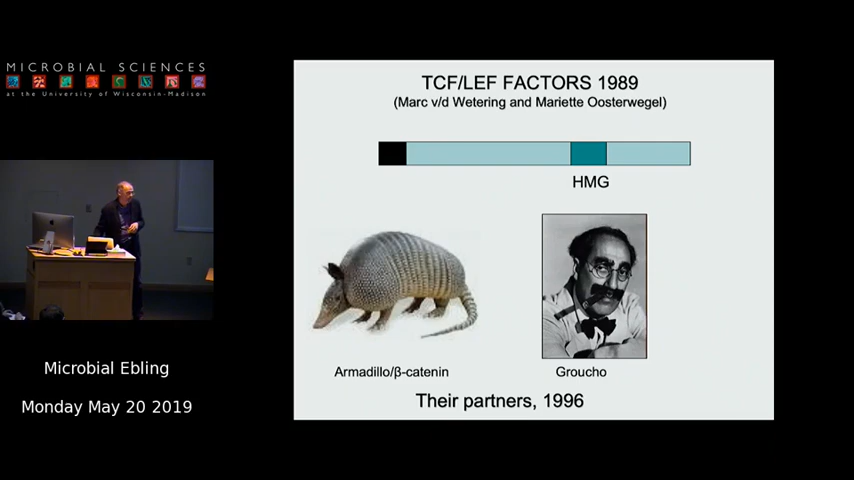 MICROBIAL SCIENCES
at the University of Wisconsin-Madison
Microbial Ebling
Monday May 20 2019
TCF/LEF FACTORS 1989
(Marc v/d Wetering and Mariette Oosterwegel)
HMG
Armadillo/β-catenin
Groucho
Their partners, 1996